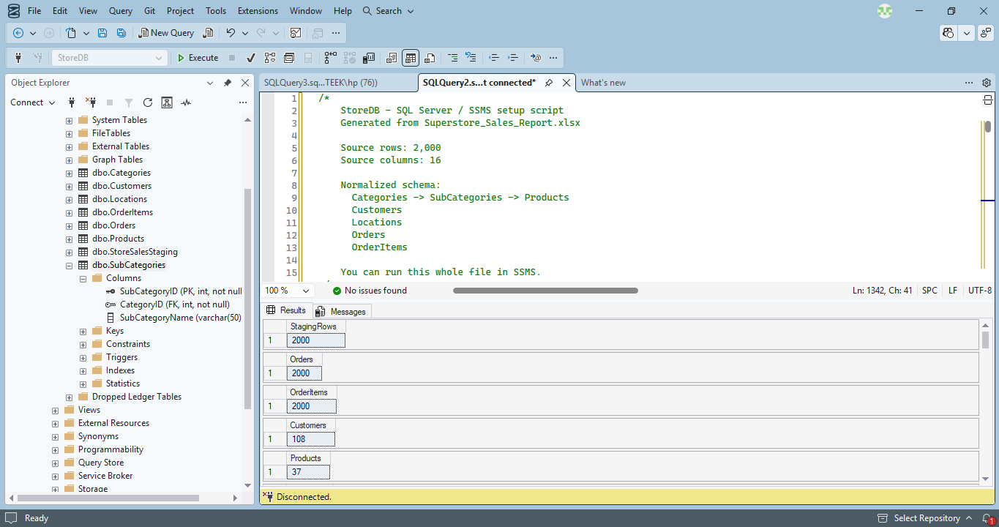 File Edit View Query Git Project Tools Extensions Window Help Search
New Query
StoreDB Execute
Object Explorer
Connect
System Tables
FileTables
External Tables
Graph Tables
dbo.Categories
dbo.Customers
dbo.Locations
dbo.OrderItems
dbo.Orders
dbo.Products
dbo.StoreSalesStaging
dbo.SubCategories
Columns
SubCategoryID (PK, int, not null
CategoryID (FK, int, not null)
SubCategoryName (varchar(50)
Keys
Constraints
Triggers
Indexes
Statistics
Dropped Ledger Tables
Views
External Resources
Synonyms
Programmability
Query Store
Service Broker
Storage
SQLQuery3.sq...TEEK\hp (76)) SQLQuery2.s...t connected* What's new
1 /*
2 StoreDB - SQL Server / SSMS setup script
3 Generated from Superstore_Sales_Report.xlsx
4
5 Source rows: 2,000
6 Source columns: 16
7
8 Normalized schema:
9 Categories -> SubCategories -> Products
10 Customers
11 Locations
12 Orders
13 OrderItems
14
15 You can run this whole file in SSMS.
100 % No issues found Ln: 1342, Ch: 41 SPC LF UTF-8
Results Messages
StagingRows
1 2000
Orders
1 2000
OrderItems
1 2000
Customers
1 108
Products
1 37
Disconnected.
Ready Select Repository 1